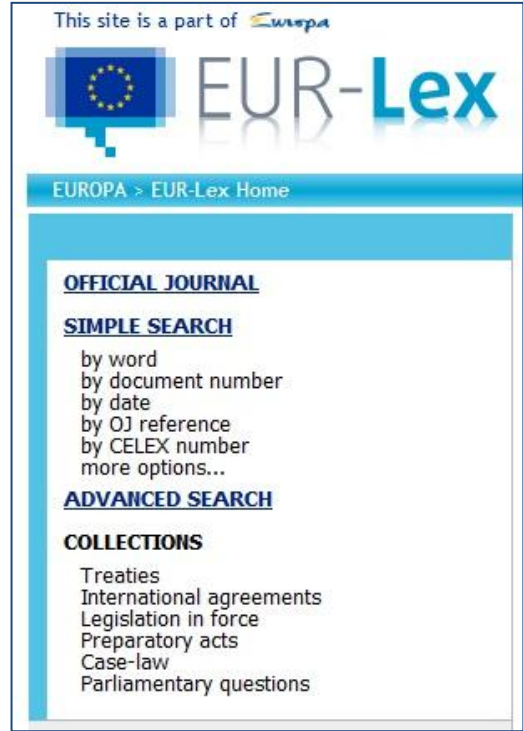 This site is a part of Europa
EUR-Lex
EUROPA > EUR-Lex Home
OFFICIAL JOURNAL
SIMPLE SEARCH
by word
by document number
by date
by OJ reference
by CELEX number
more options...
ADVANCED SEARCH
COLLECTIONS
Treaties
International agreements
Legislation in force
Preparatory acts
Case-law
Parliamentary questions